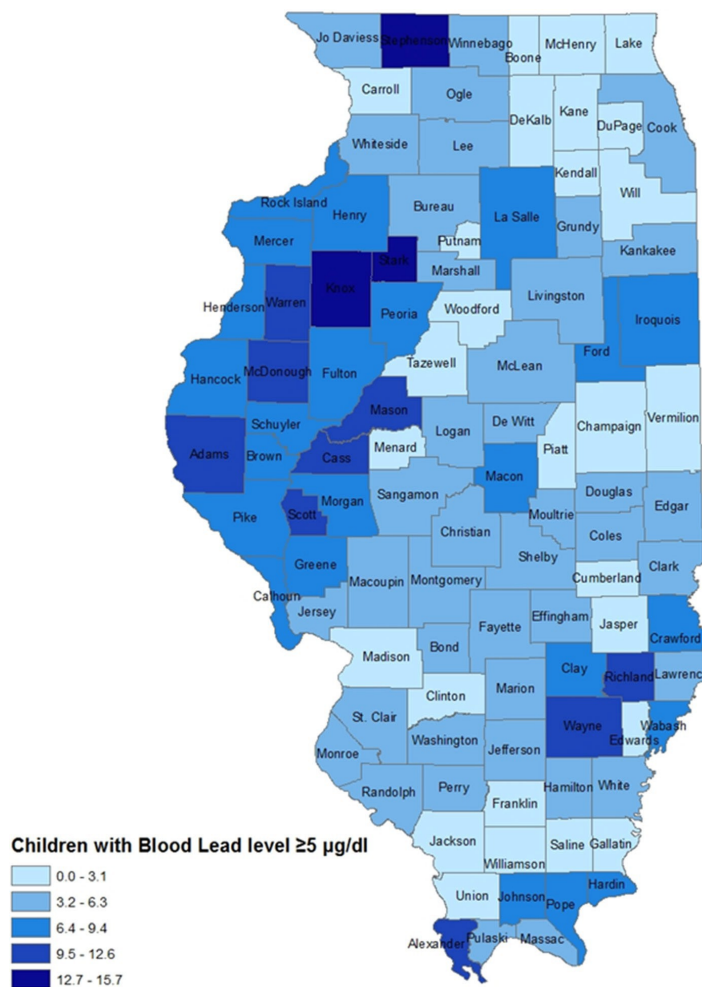 Jo Daviess
Stephenson
Winnebago
Boone
McHenry
Lake
Carroll
Ogle
DeKalb
Kane
DuPage
Cook
Whiteside
Lee
Kendall
Will
Rock Island
Henry
Bureau
La Salle
Grundy
Mercer
Putnam
Kankakee
Stark
Marshall
Knox
Henderson
Warren
Peoria
Woodford
Livingston
Iroquois
Ford
Tazewell
McLean
McDonough
Fulton
Hancock
Mason
Schuyler
Logan
De Witt
Champaign
Vermilion
Adams
Brown
Cass
Menard
Piatt
Macon
Pike
Scott
Morgan
Sangamon
Douglas
Moultrie
Edgar
Christian
Coles
Shelby
Greene
Macoupin
Montgomery
Cumberland
Clark
Calhoun
Jersey
Fayette
Effingham
Jasper
Crawford
Madison
Bond
Clay
Richland
Lawrence
Clinton
Marion
St. Clair
Wayne
Edwards
Wabash
Washington
Monroe
Jefferson
Randolph
Perry
Hamilton
White
Franklin
Jackson
Williamson
Saline
Gallatin
Union
Johnson
Pope
Hardin
Alexander
Pulaski
Massac
Children with Blood Lead level ≥5 µg/dl
0.0 - 3.1
3.2 - 6.3
6.4 - 9.4
9.5 - 12.6
12.7 - 15.7